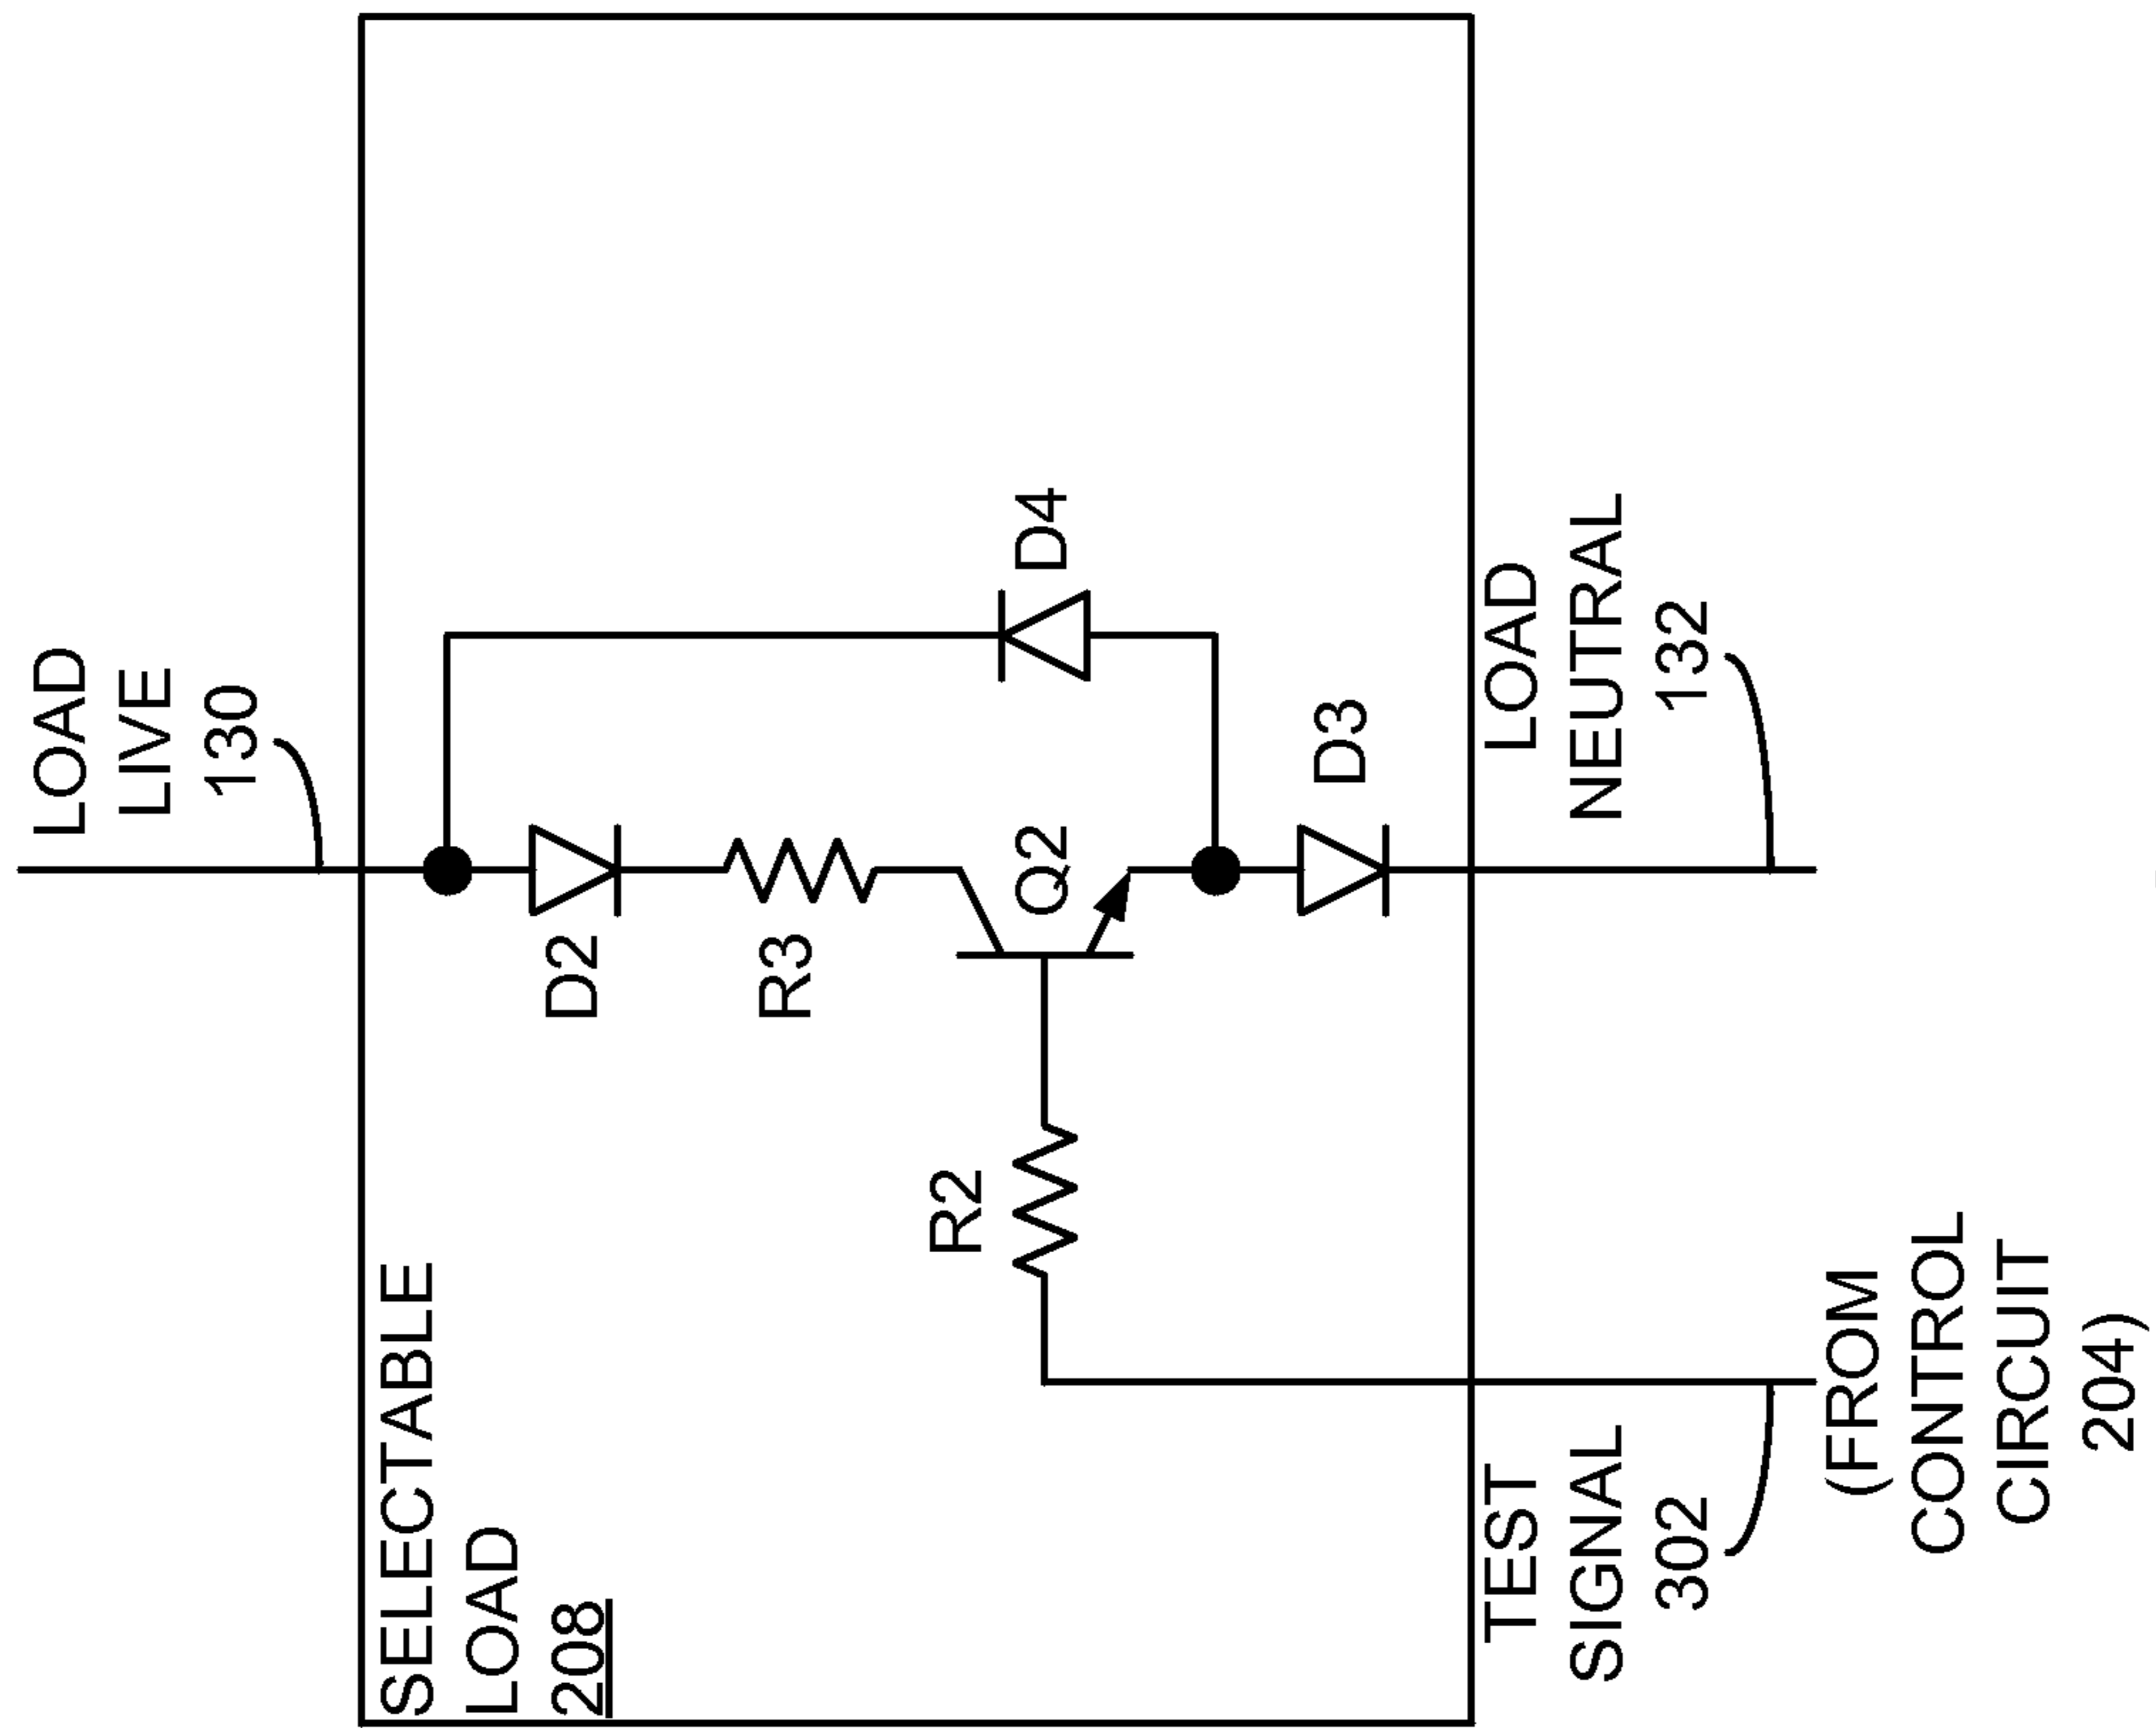 LOAD
LIVE
130
SELECTABLE
LOAD
208
D2
R3
Q2
D4
R2
D3
LOAD
NEUTRAL
132
TEST
SIGNAL
302
(FROM
CONTROL
CIRCUIT
204)